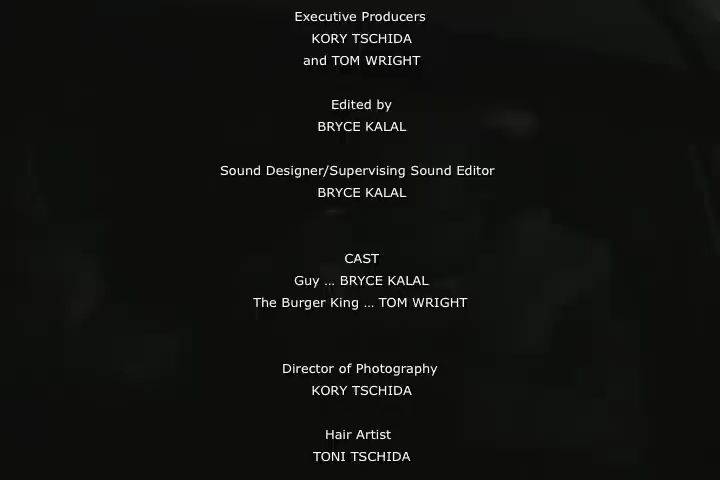 Executive Producers
KORY TSCHIDA
and TOM WRIGHT
Edited by
BRYCE KALAL
Sound Designer/Supervising Sound Editor
BRYCE KALAL
CAST
Guy ... BRYCE KALAL
The Burger King ... TOM WRIGHT
Director of Photography
KORY TSCHIDA
Hair Artist
TONI TSCHIDA